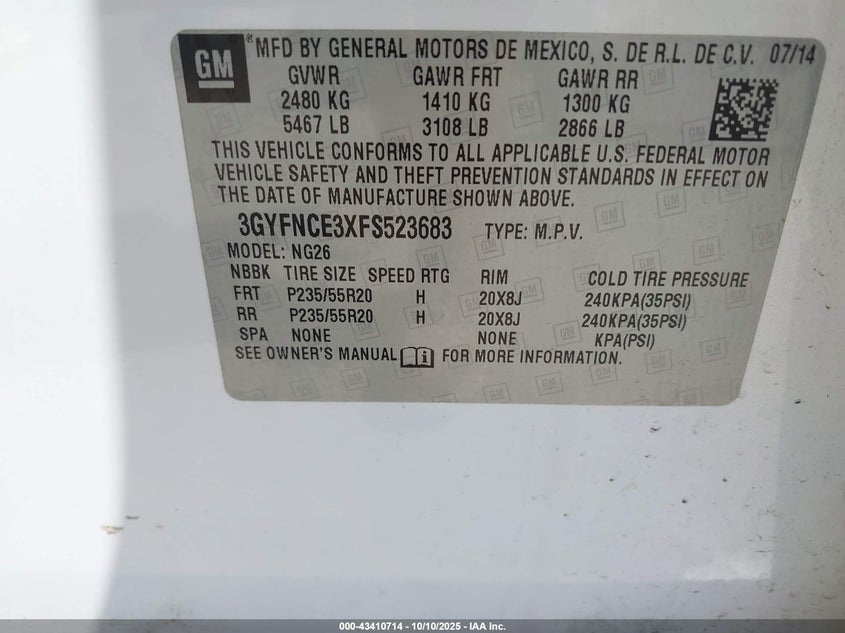 GM
MFD BY GENERAL MOTORS DE MEXICO, S. DE R.L. DE C.V. 07/14
GVWR GAWR FRT GAWR RR
2480 KG 1410 KG 1300 KG
5467 LB 3108 LB 2866 LB
THIS VEHICLE CONFORMS TO ALL APPLICABLE U.S. FEDERAL MOTOR
VEHICLE SAFETY AND THEFT PREVENTION STANDARDS IN EFFECT ON
THE DATE OF MANUFACTURE SHOWN ABOVE.
3GYFNCE3XFS523683 TYPE: M.P.V.
MODEL: NG26
NBBK TIRE SIZE SPEED RTG RIM COLD TIRE PRESSURE
FRT P235/55R20 H 20X8J 240KPA(35PSI)
RR P235/55R20 H 20X8J 240KPA(35PSI)
SPA NONE NONE KPA(PSI)
SEE OWNER'S MANUAL FOR MORE INFORMATION.
000-43410714 - 10/10/2025 - IAA Inc.